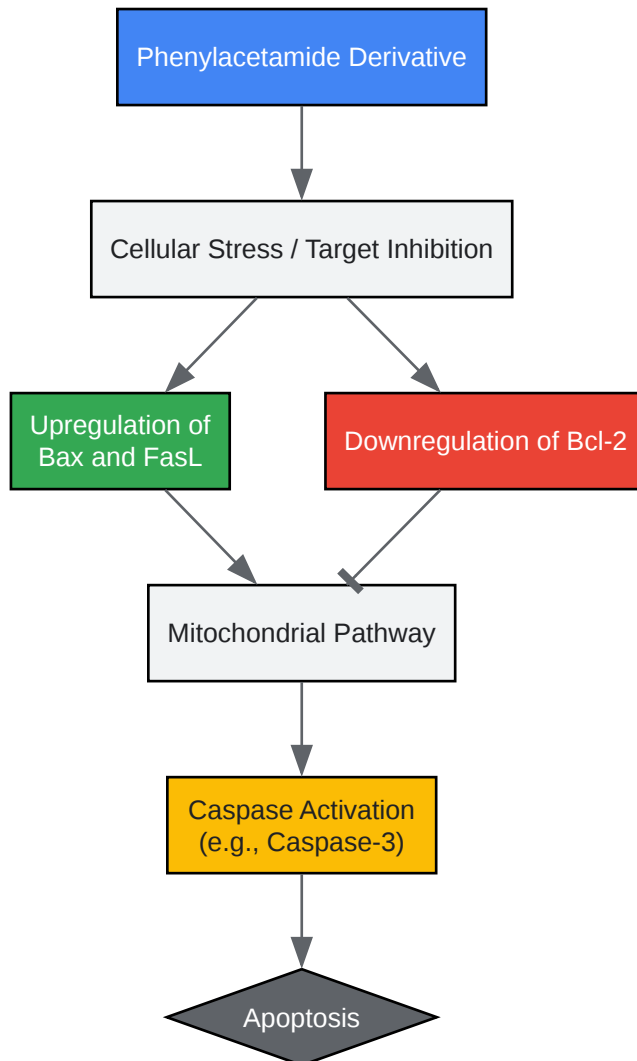 Phenylacetamide Derivative
Cellular Stress / Target Inhibition
Upregulation of
Bax and FasL
Downregulation of Bcl-2
Mitochondrial Pathway
Caspase Activation
(e.g., Caspase-3)
Apoptosis